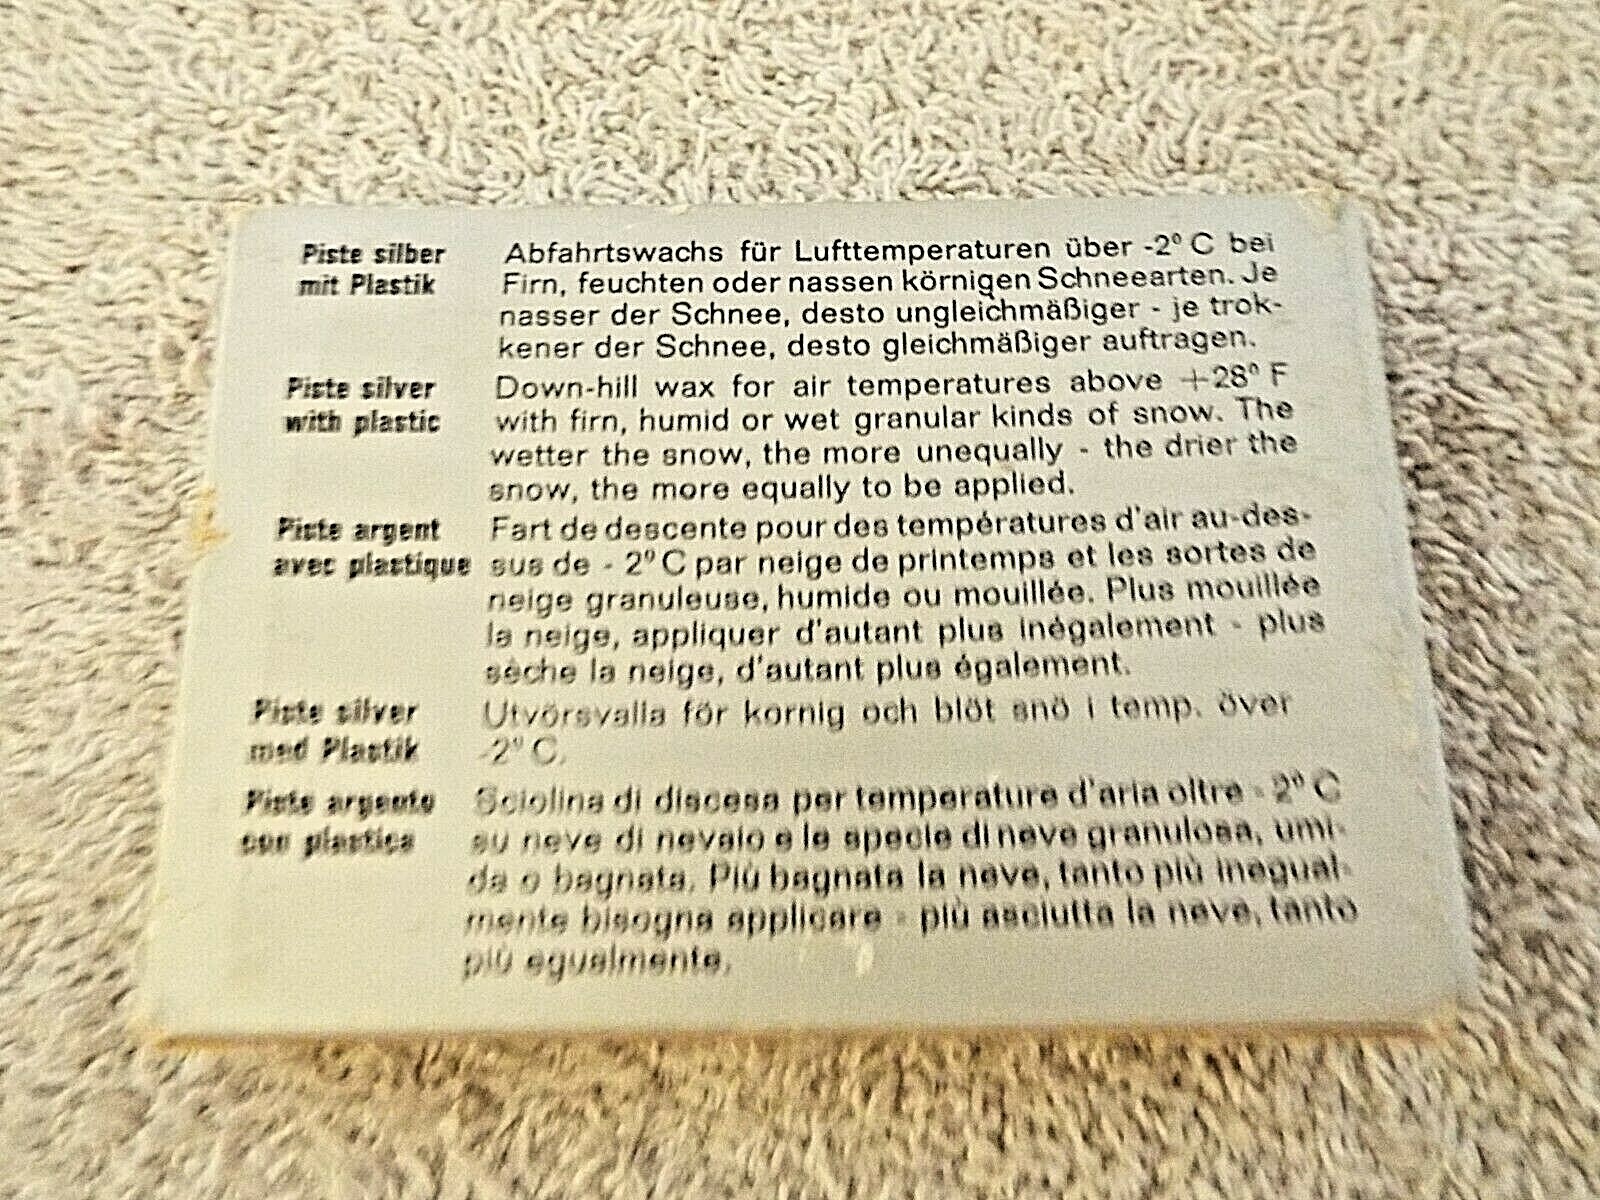 Piste silber
mit Plastik
Abfahrtswachs für Lufttemperaturen über -2° C bei
Firn, feuchten oder nassen körnigen Schneearten. Je
nasser der Schnee, desto ungleichmäßiger - je trok-
kener der Schnee, desto gleichmäßiger auftragen.
Piste silver
with plastic
Down-hill wax for air temperatures above +28° F
with firn, humid or wet granular kinds of snow. The
wetter the snow, the more unequally - the drier the
snow, the more equally to be applied.
Piste argent
avec plastique
Fart de descente pour des températures d'air au-des-
sus de - 2° C par neige de printemps et les sortes de
neige granuleuse, humide ou mouillée. Plus mouillée
la neige, appliquer d'autant plus inégalement - plus
sèche la neige, d'autant plus également.
Piste silver
med Plastik
Utvörsvalla för kornig och blöt snö i temp. över
-2° C.
Piste argento
con plastica
Sciolina di discesa per temperature d'aria oltre - 2° C
su neve di nevaio e le specie di neve granulosa, umi-
da o bagnata. Più bagnata la neve, tanto più inegual-
mente bisogna applicare - più asciutta la neve, tanto
più egualmente.